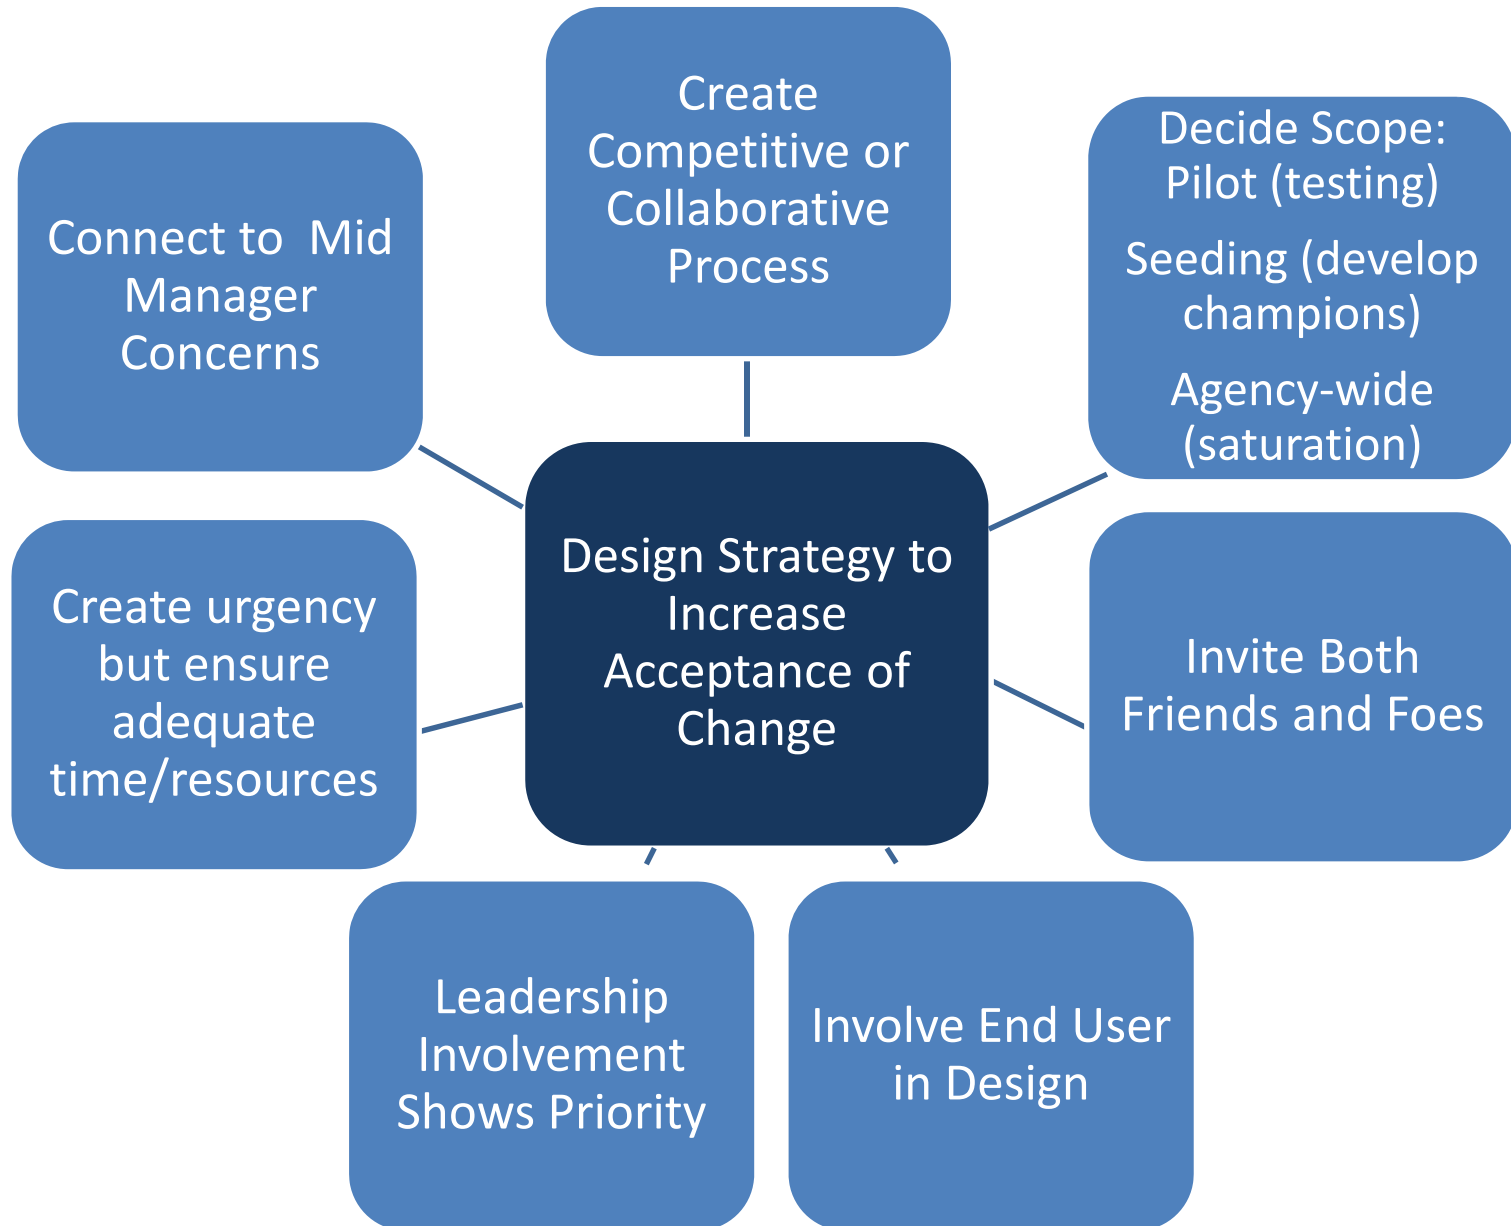 Create
Competitive or
Collaborative
Process
Decide Scope:
Pilot (testing)
Seeding (develop
champions)
Agency-wide
(saturation)
Invite Both
Friends and Foes
Involve End User
in Design
Leadership
Involvement
Shows Priority
Create urgency
but ensure
adequate
time/resources
Connect to  Mid
Manager
Concerns
Design Strategy to
Increase
Acceptance of
Change